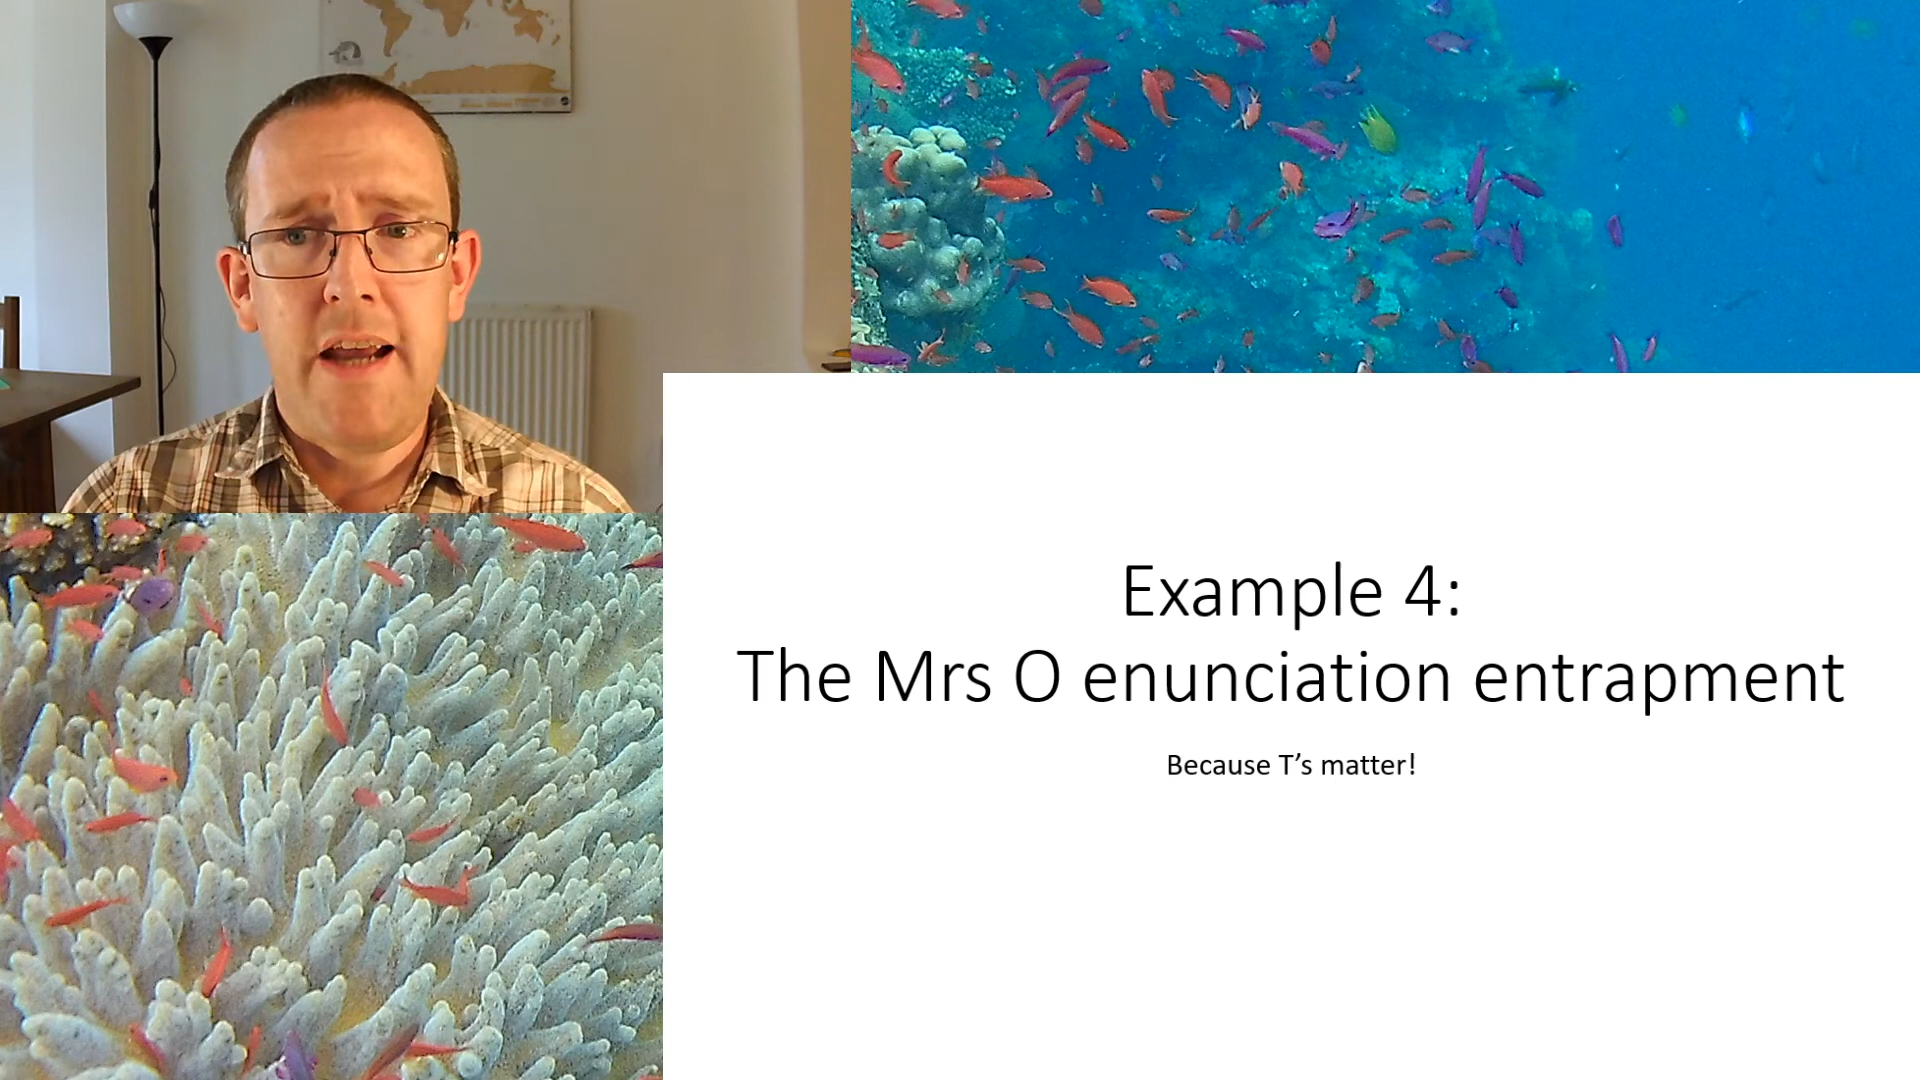 Example 4:
The Mrs O enunciation entrapment
Because T’s matter!